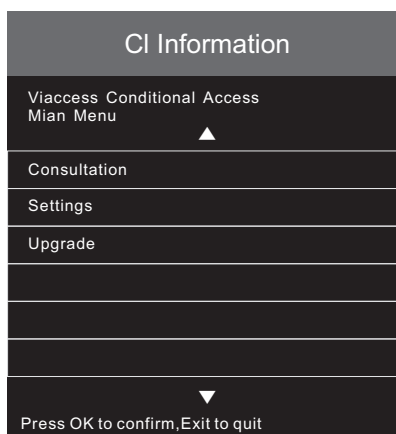 CI Information
Viaccess Conditional Access
Mian Menu
Consultation
Settings
Upgrade
Press OK to confirm,Exit to quit